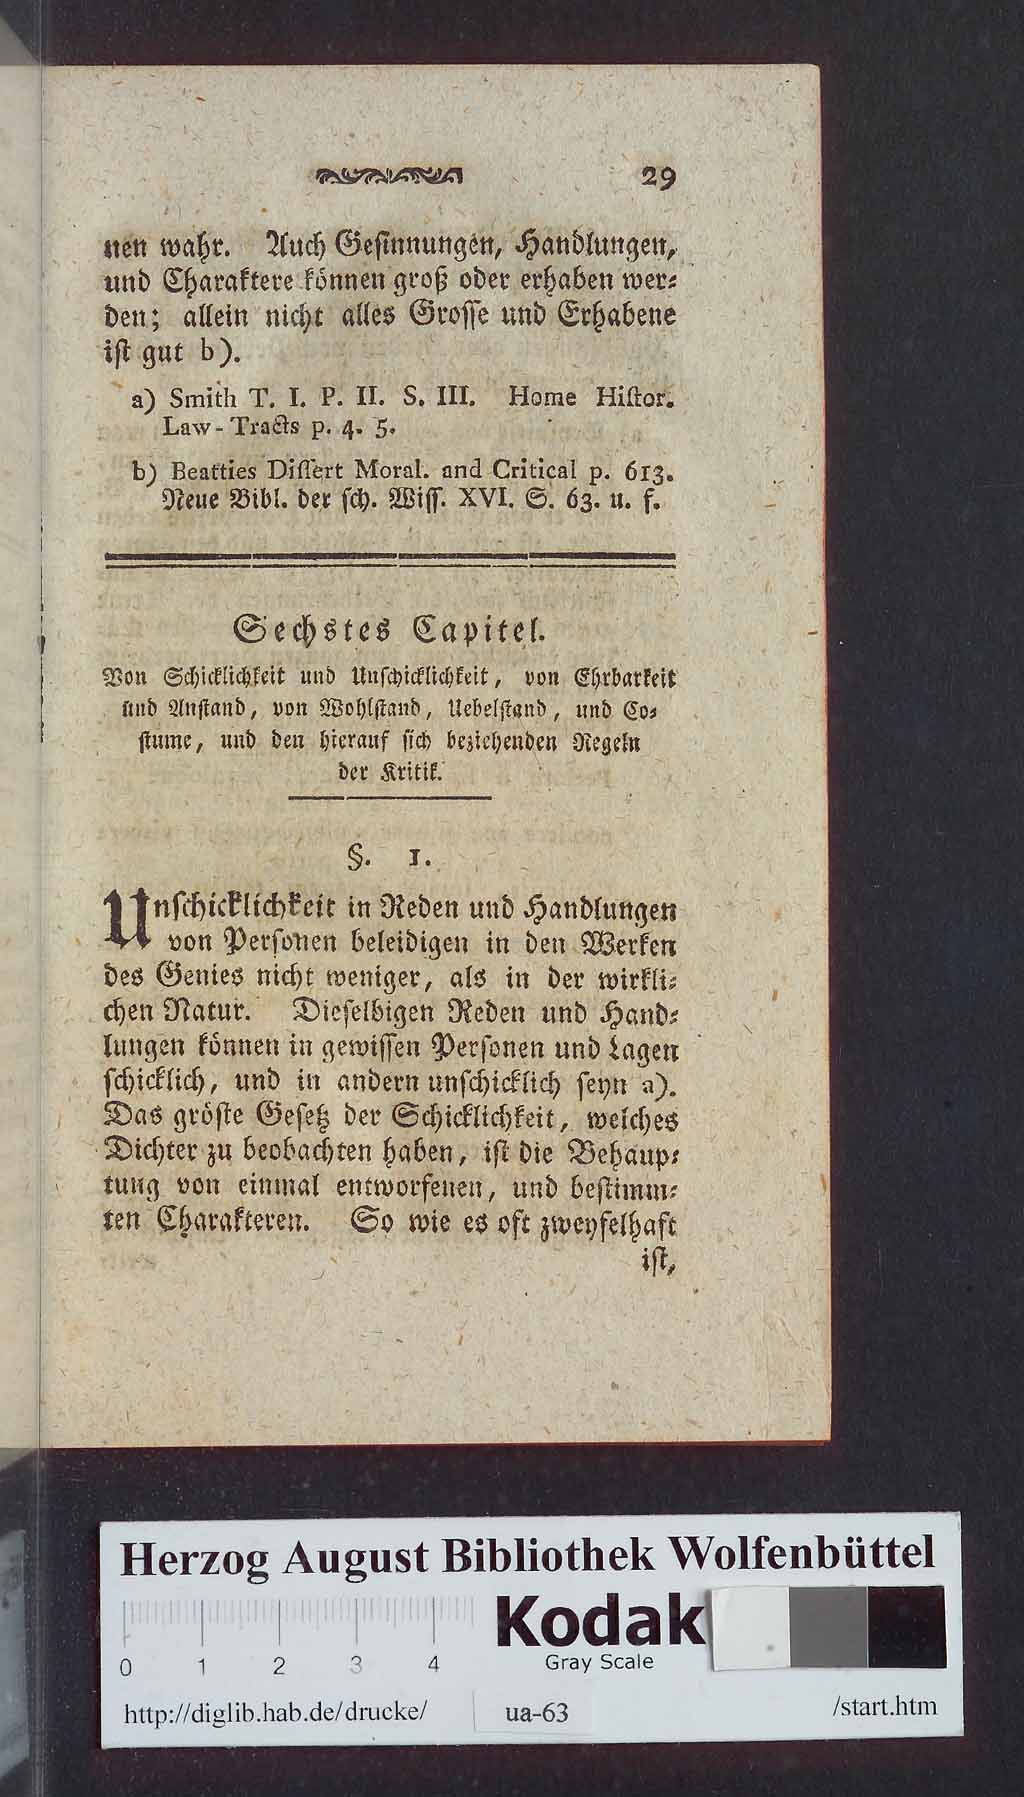 29
nen wahr. Auch Gesinnungen, Handlungen,
und Charaktere können groß oder erhaben wer-
den; allein nicht alles Grosse und Erhabene
ist gut b).
a) Smith T. I. P. II. S. III. Home Histor.
Law-Tracts p. 4. 5.
b) Beatties Dissert Moral. and Critical p. 613.
Neue Bibl. der sch. Wiss. XVI. S. 63. u. f.
Sechstes Capitel.
Von Schicklichkeit und Unschicklichkeit, von Ehrbarkeit
und Anstand, von Wohlstand, Uebelstand, und Co-
stume, und den hierauf sich beziehenden Regeln
der Kritik.
§. 1.
Unschicklichkeit in Reden und Handlungen
von Personen beleidigen in den Werken
des Genies nicht weniger, als in der wirkli-
chen Natur. Dieselbigen Reden und Hand-
lungen können in gewissen Personen und Lagen
schicklich, und in andern unschicklich seyn a).
Das gröste Gesetz der Schicklichkeit, welches
Dichter zu beobachten haben, ist die Behaup-
tung von einmal entworfenen, und bestimm-
ten Charakteren. So wie es oft zweyfelhaft
ist,
Herzog August Bibliothek Wolfenbüttel
Kodak
0 1 2 3 4
Gray Scale
http://diglib.hab.de/drucke/ ua-63 /start.htm